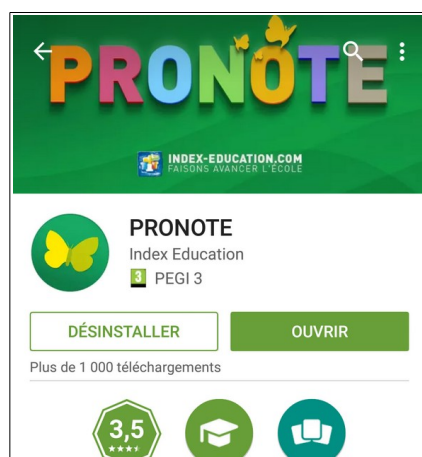 PRONOTE
INDEX-EDUCATION.COM
FAISONS AVANCER L'ÉCOLE
PRONOTE
Index Education
3 PEGI 3
DÉSINSTALLER OUVRIR
Plus de 1 000 téléchargements
3,5